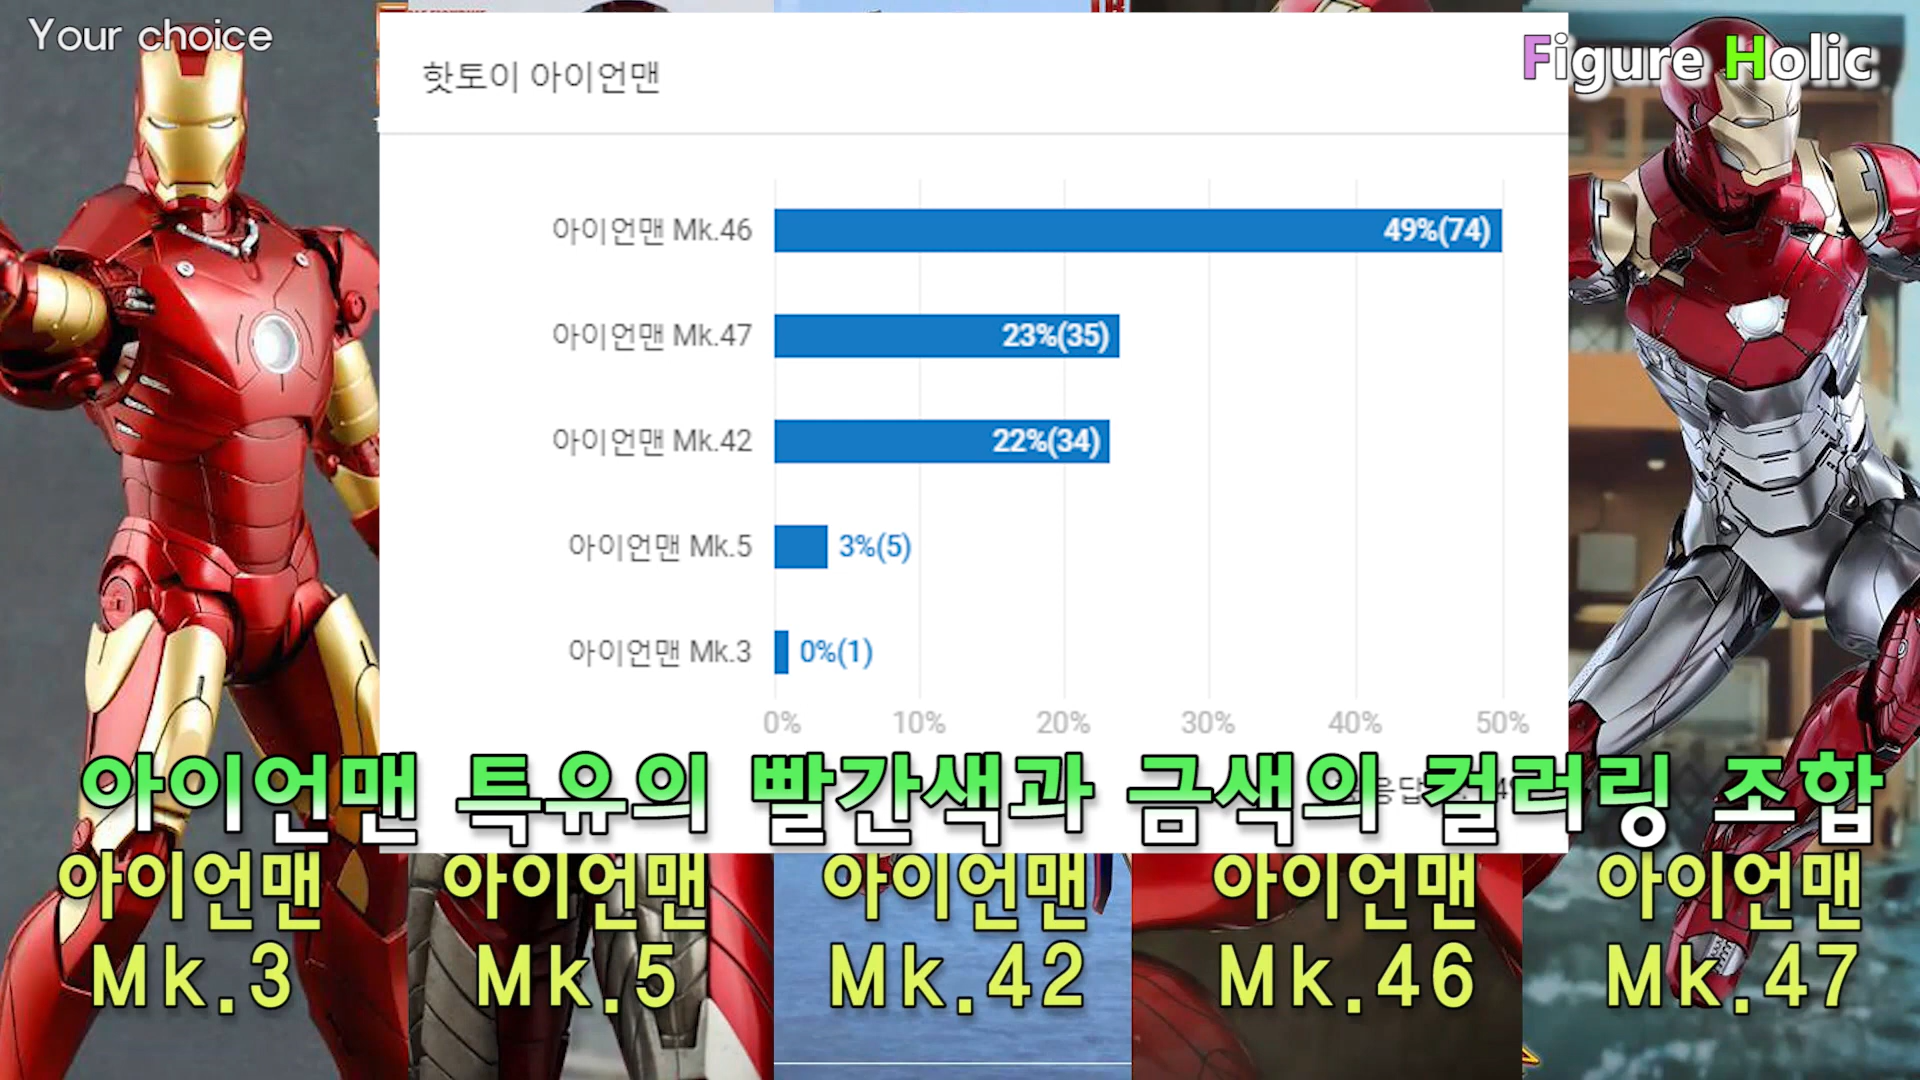 Your choice
Figure Holic
핫토이 아이언맨
아이언맨 Mk.46
49%(74)
아이언맨 Mk.47
23%(35)
아이언맨 Mk.42
22%(34)
아이언맨 Mk.5
3%(5)
아이언맨 Mk.3
0%(1)
0% 10% 20% 30% 40% 50%
아이언맨 특유의 빨간색과 금색의 컬러링 조합
아이언맨
Mk.3
아이언맨
Mk.5
아이언맨
Mk.42
아이언맨
Mk.46
아이언맨
Mk.47